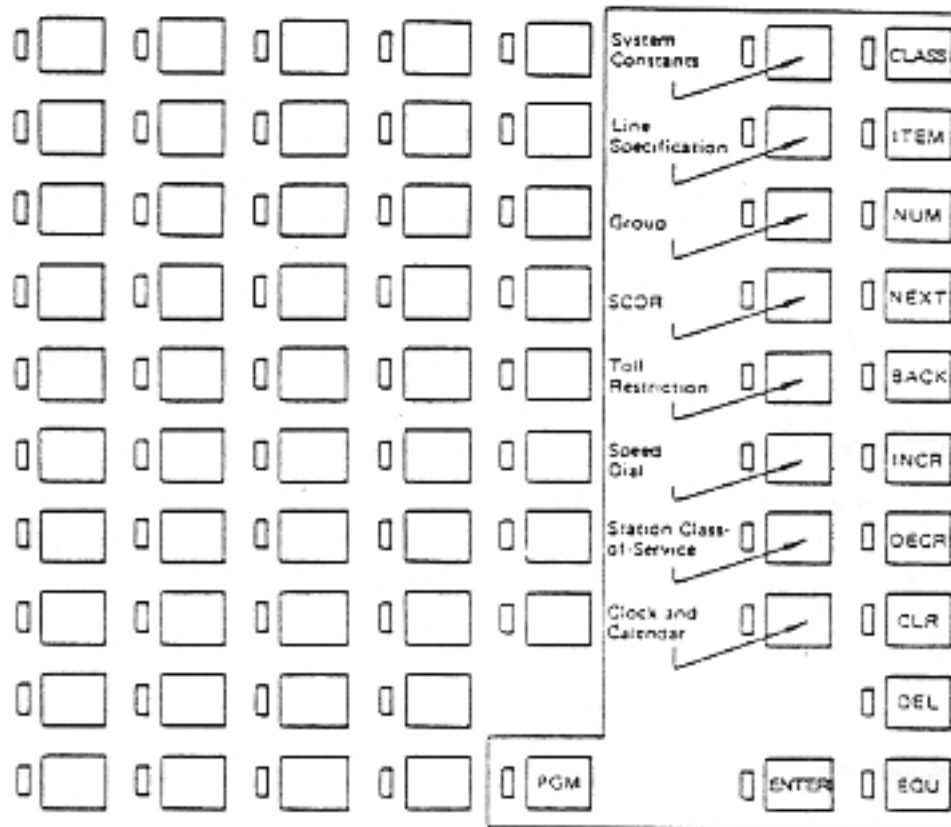 System
Constants
CLASS
Line
Specification
ITEM
Group
NUM
SCOR
NEXT
Toll
Restriction
BACK
Speed
Dial
INCR
Station Class-
of-Service
DECR
Clock and
Calendar
CLR
DEL
PGM
ENTER
EQU